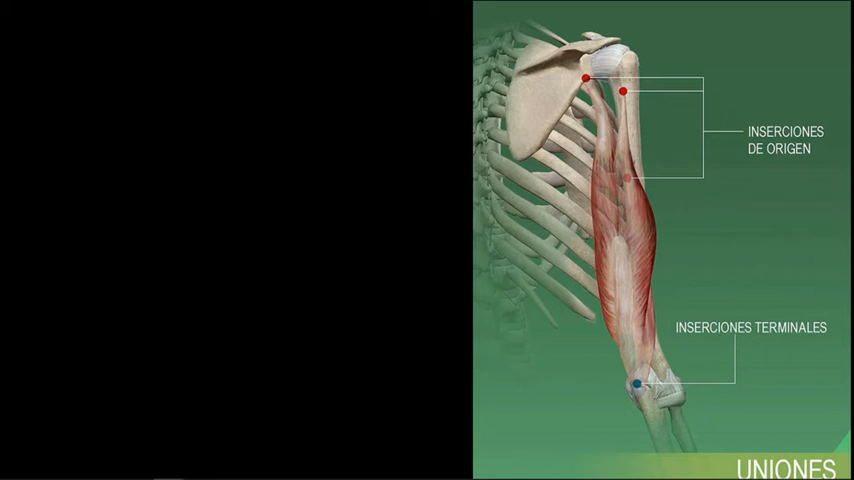 INSERCIONES
DE ORIGEN
INSERCIONES TERMINALES
UNIONES